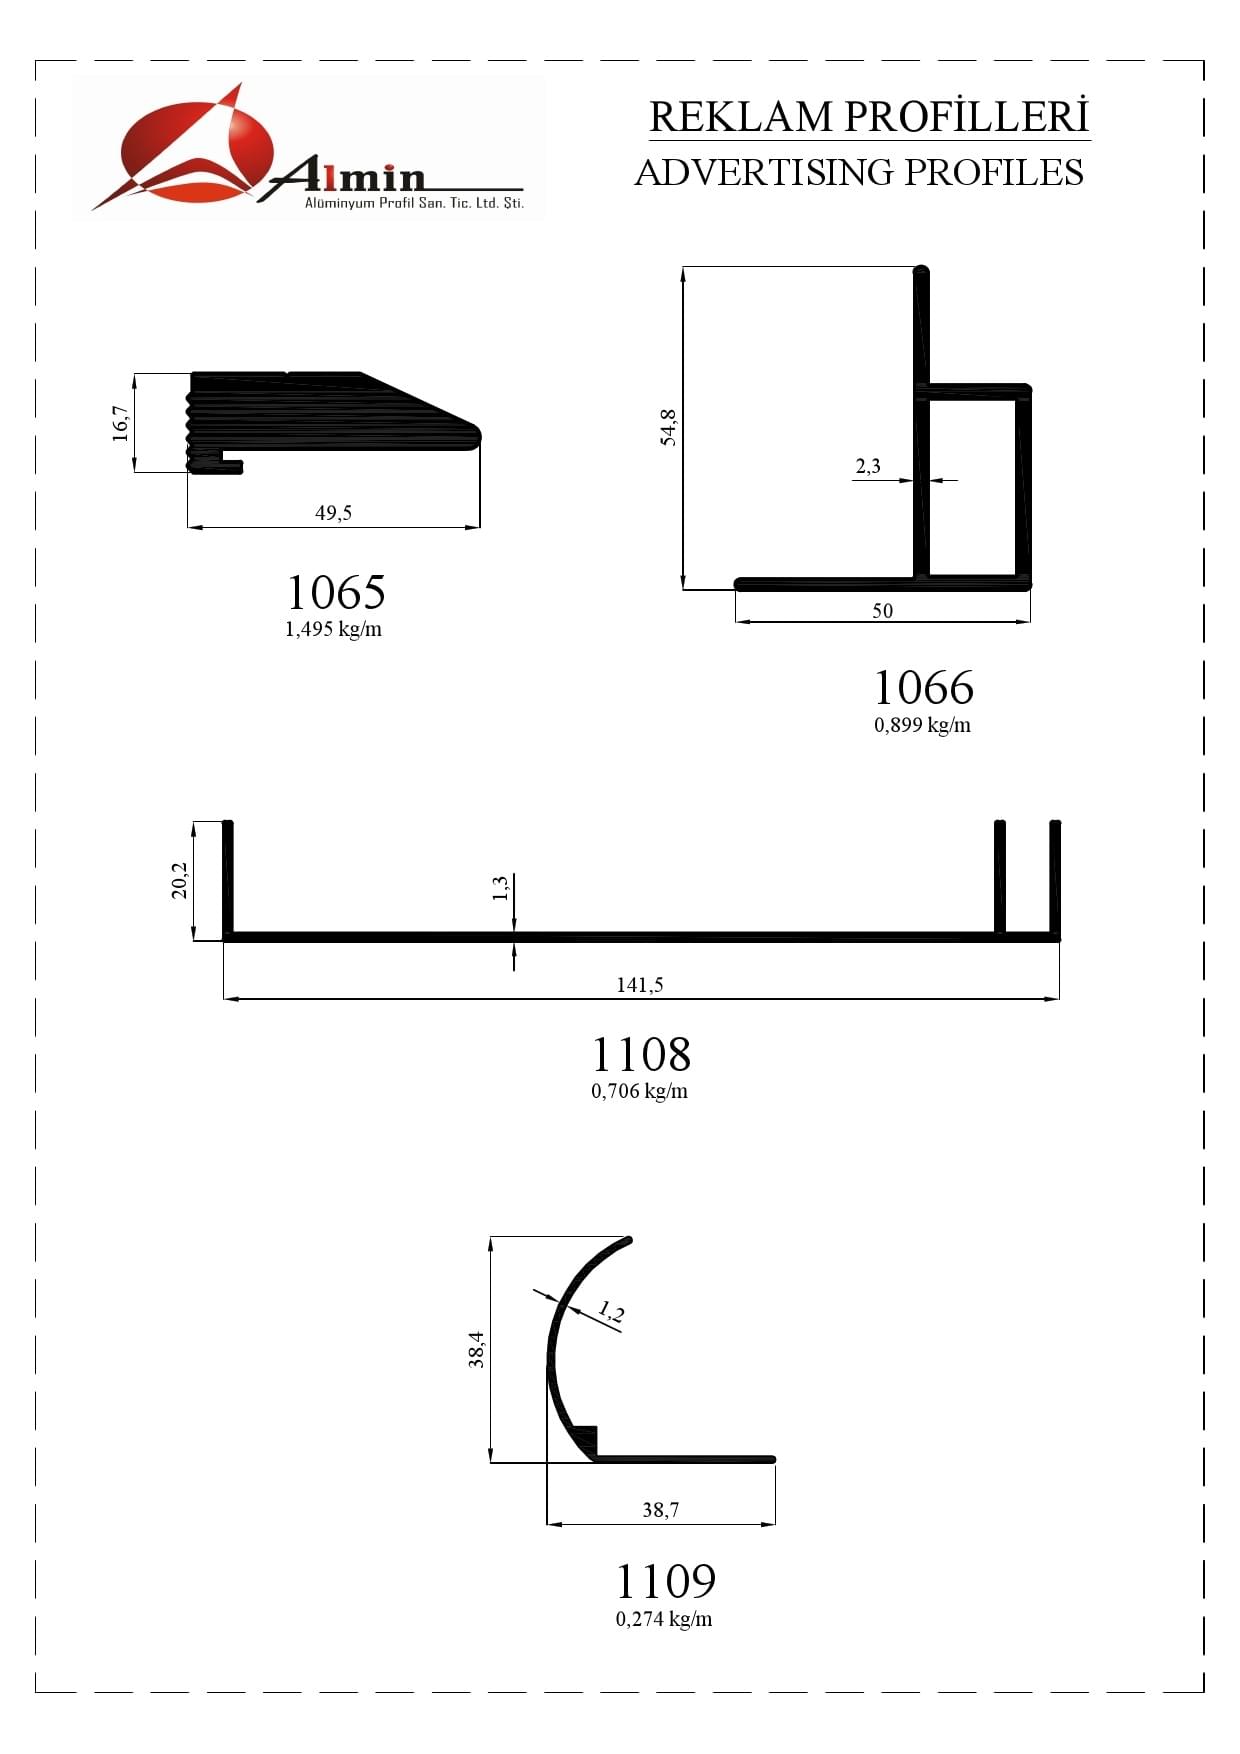 REKLAM PROFİLLERİ
ADVERTISING PROFILES
Almin
Alüminyum Profil San. Tic. Ltd. Şti.
16,7
49,5
1065
1,495 kg/m
54,8
2,3
50
1066
0,899 kg/m
20,2
1,3
141,5
1108
0,706 kg/m
38,4
1,2
38,7
1109
0,274 kg/m